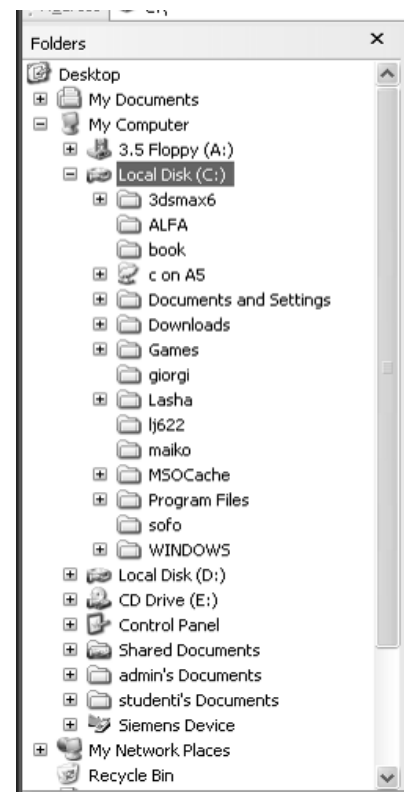 Folders
Desktop
My Documents
My Computer
3.5 Floppy (A:)
Local Disk (C:)
3dsmax6
ALFA
book
c on A5
Documents and Settings
Downloads
Games
giorgi
Lasha
lj622
maiko
MSOCache
Program Files
sofo
WINDOWS
Local Disk (D:)
CD Drive (E:)
Control Panel
Shared Documents
admin's Documents
studenti's Documents
Siemens Device
My Network Places
Recycle Bin